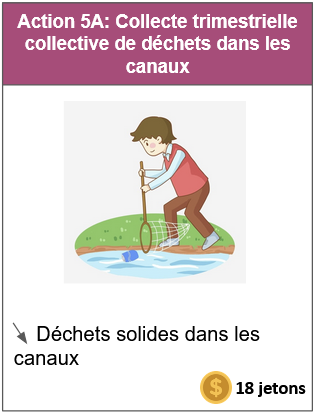 Action 5A: Collecte trimestrielle
collective de déchets dans les
canaux
↘ Déchets solides dans les
canaux
$ 18 jetons